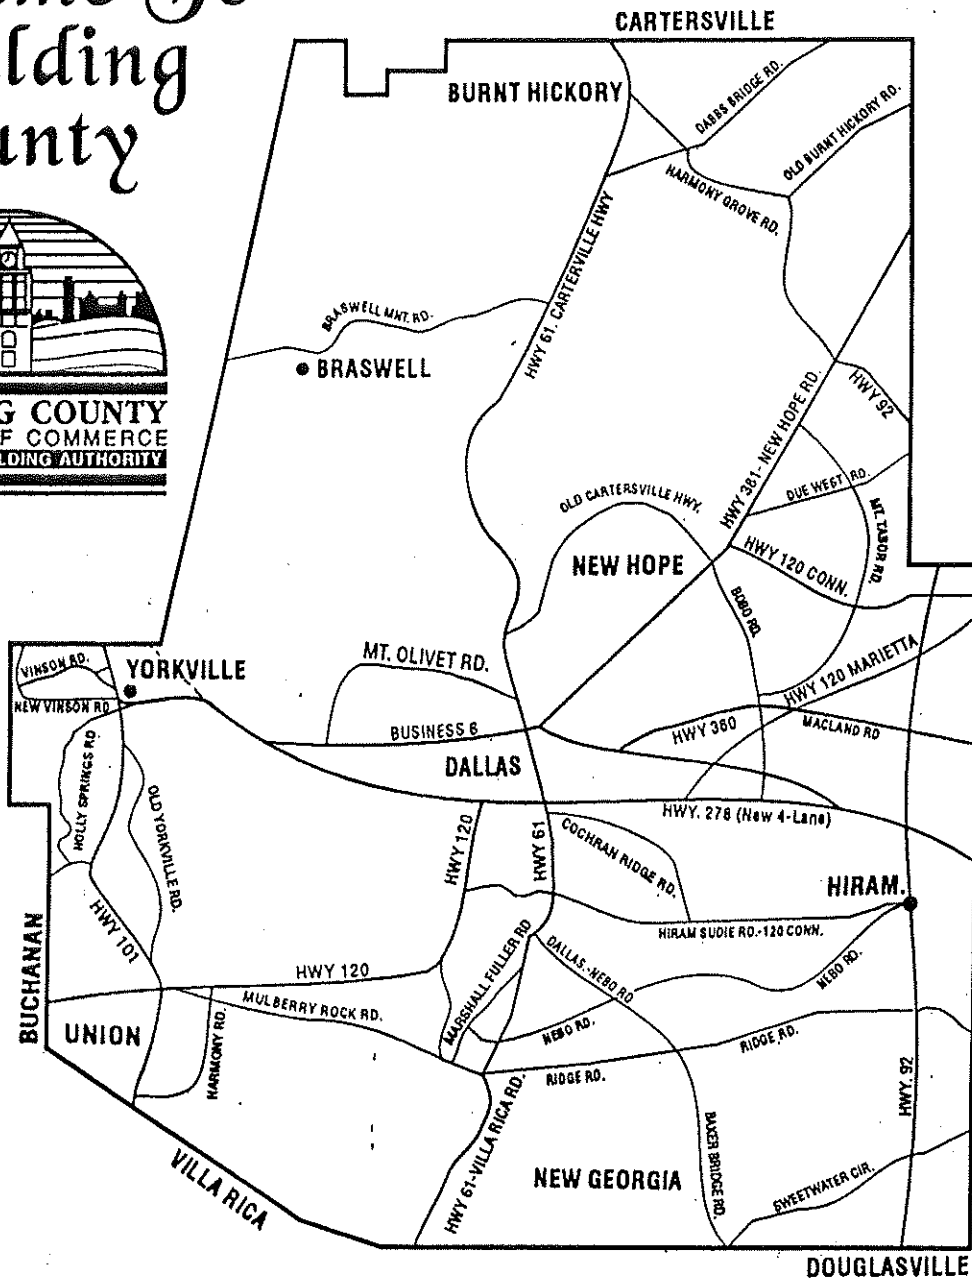 CARTERSVILLE
BURNT HICKORY
DABBS BRIDGE RD.
OLD BURNT HICKORY RD.
HARMONY GROVE RD.
lding
unty
HWY 61. CARTERVILLE HWY
BRASWELL MNT. RD.
BRASWELL
G COUNTY
F COMMERCE
LDING AUTHORITY
HWY 92
HWY 381- NEW HOPE RD.
DUE WEST RD.
MT. TABOR RD.
OLD CARTERSVILLE HWY.
NEW HOPE
HWY 120 CONN.
BOBO RD.
VINSON RD.
YORKVILLE
NEW VINSON RD
MT. OLIVET RD.
HWY 120 MARIETTA
BUSINESS 6
HWY 360
MACLAND RD
DALLAS
HOLLY SPRINGS RD
OLD YORKVILLE RD.
HWY. 278 (New 4-Lane)
HWY 120
HWY 61
COCHRAN RIDGE RD.
HIRAM.
HIRAM SUDIE RD.-120 CONN.
HWY 101
BUCHANAN
MARSHALL FULLER RD
DALLAS.-NEBO RD
NEBO RD.
HWY 120
MULBERRY ROCK RD.
UNION
HARMONY RD.
NEBO RD.
RIDGE RD.
RIDGE RD.
HWY. 92
HWY 61-VILLA RICA RD.
BAKER BRIDGE RD.
NEW GEORGIA
SWEETWATER CIR.
VILLA RICA
DOUGLASVILLE